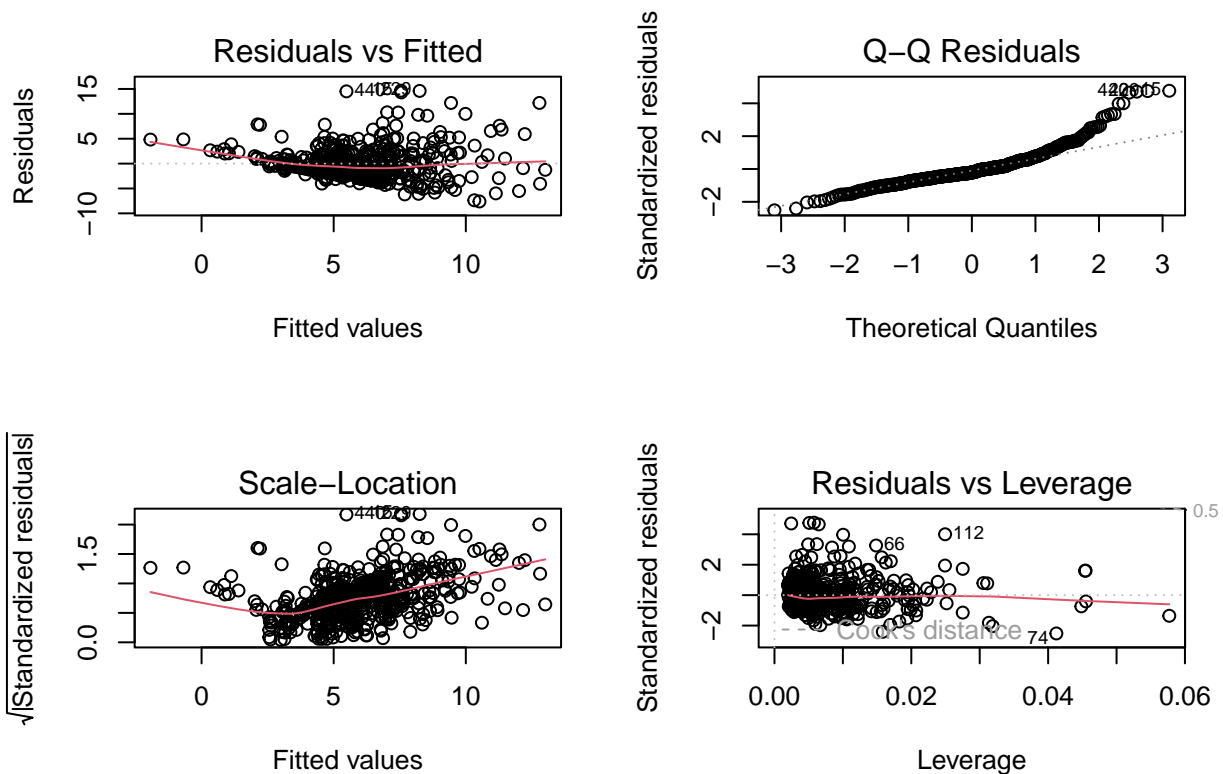 Residuals vs Fitted
Residuals
15
5
−10
0
5
10
Fitted values
Q−Q Residuals
Standardized residuals
2
−2
−3
−2
−1
0
1
2
3
Theoretical Quantiles
Scale−Location
√|Standardized residuals|
440
1.5
0.0
0
5
10
Fitted values
Residuals vs Leverage
Standardized residuals
0.5
112
66
2
−2
Cook's distance
74
0.00
0.02
0.04
0.06
Leverage